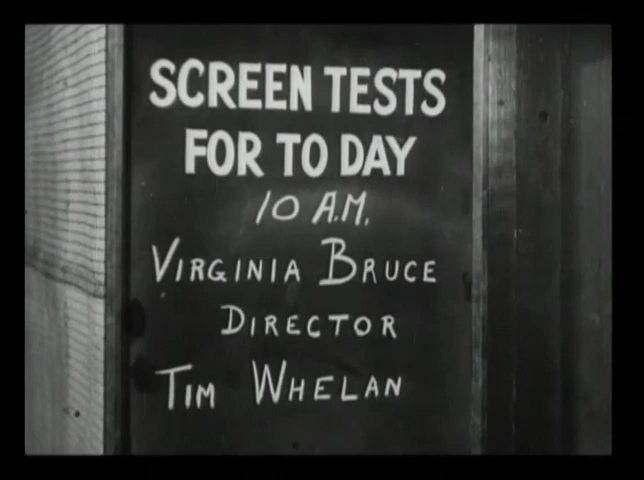 SCREEN TESTS
FOR TO DAY
10 A.M.
VIRGINIA BRUCE
DIRECTOR
TIM WHELAN